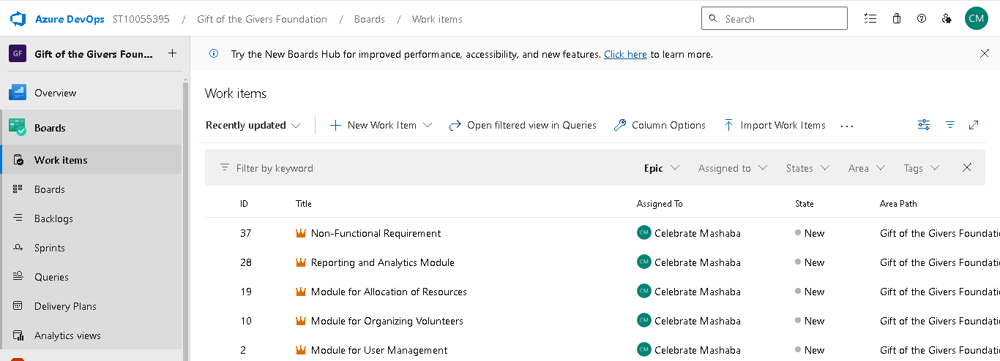 Azure DevOps ST10055395 / Gift of the Givers Foundation / Boards / Work items Search CM
GF Gift of the Givers Foun... +
Try the New Boards Hub for improved performance, accessibility, and new features. Click here to learn more.
Overview
Boards
Work items
Boards
Backlogs
Sprints
Queries
Delivery Plans
Analytics views
Work items
Recently updated New Work Item Open filtered view in Queries Column Options Import Work Items ...
Filter by keyword Epic Assigned to States Area Tags
ID Title Assigned To State Area Path
37 Non-Functional Requirement CM Celebrate Mashaba New Gift of the Givers Foundati
28 Reporting and Analytics Module CM Celebrate Mashaba New Gift of the Givers Foundati
19 Module for Allocation of Resources CM Celebrate Mashaba New Gift of the Givers Foundati
10 Module for Organizing Volunteers CM Celebrate Mashaba New Gift of the Givers Foundati
2 Module for User Management CM Celebrate Mashaba New Gift of the Givers Foundati